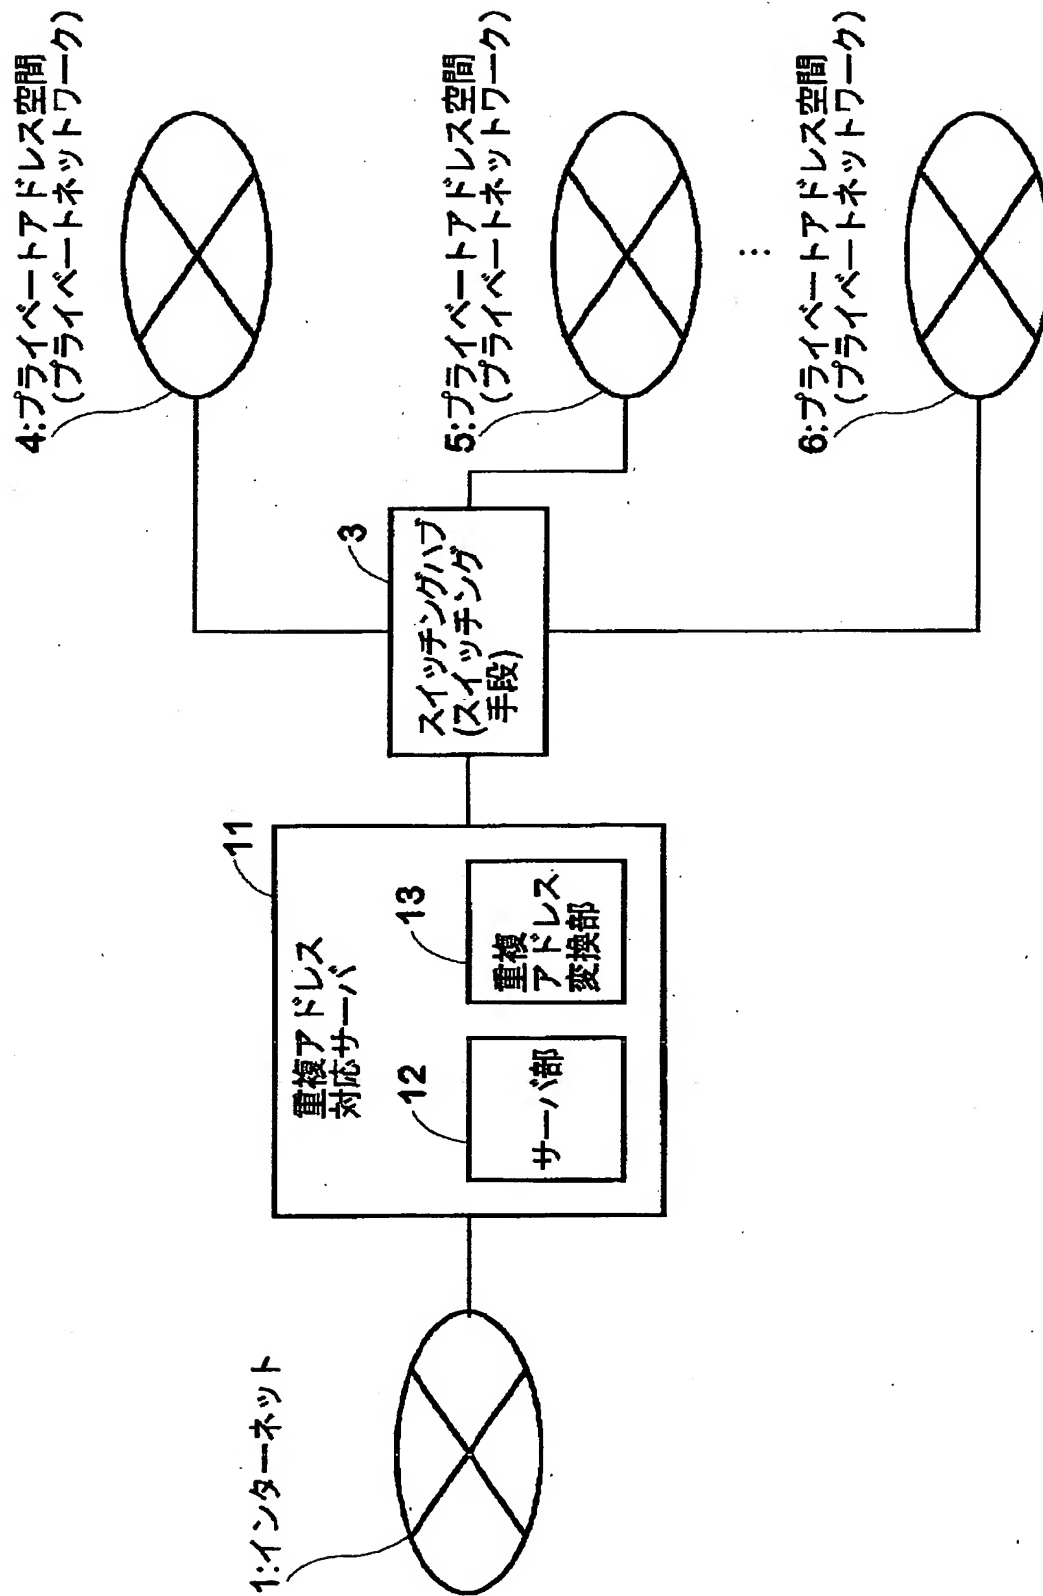 1:インターネット
11
重複アドレス
対応サーバ
12
サーバ部
13
重複
アドレス
変換部
3
スイッチングハブ
(スイッチング
手段)
4:プライベートアドレス空間
(プライベートネットワーク)
5:プライベートアドレス空間
(プライベートネットワーク)
⋮
6:プライベートアドレス空間
(プライベートネットワーク)